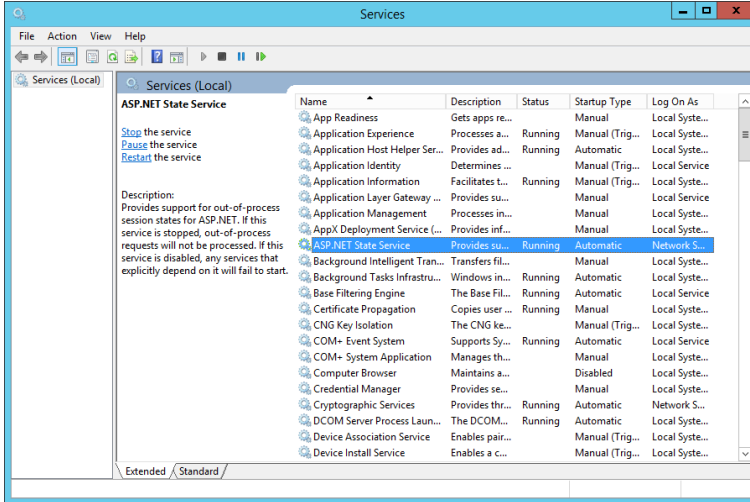 Services
File Action View Help
Services (Local)
Services (Local)
ASP.NET State Service
Stop the service
Pause the service
Restart the service
Description:
Provides support for out-of-process
session states for ASP.NET. If this
service is stopped, out-of-process
requests will not be processed. If this
service is disabled, any services that
explicitly depend on it will fail to start.
Name Description Status Startup Type Log On As
App Readiness Gets apps re... Manual Local Syste...
Application Experience Processes a... Running Manual (Trig... Local Syste...
Application Host Helper Ser... Provides ad... Running Automatic Local Syste...
Application Identity Determines ... Manual (Trig... Local Service
Application Information Facilitates t... Running Manual (Trig... Local Syste...
Application Layer Gateway ... Provides su... Manual Local Service
Application Management Processes in... Manual Local Syste...
AppX Deployment Service (... Provides inf... Manual Local Syste...
ASP.NET State Service Provides su... Running Automatic Network S...
Background Intelligent Tran... Transfers fil... Manual Local Syste...
Background Tasks Infrastru... Windows in... Running Automatic Local Syste...
Base Filtering Engine The Base Fil... Running Automatic Local Service
Certificate Propagation Copies user ... Running Manual Local Syste...
CNG Key Isolation The CNG ke... Manual (Trig... Local Syste...
COM+ Event System Supports Sy... Running Automatic Local Service
COM+ System Application Manages th... Manual Local Syste...
Computer Browser Maintains a... Disabled Local Syste...
Credential Manager Provides se... Manual Local Syste...
Cryptographic Services Provides thr... Running Automatic Network S...
DCOM Server Process Laun... The DCOM... Running Automatic Local Syste...
Device Association Service Enables pair... Manual (Trig... Local Syste...
Device Install Service Enables a c... Manual (Trig... Local Syste...
Extended Standard